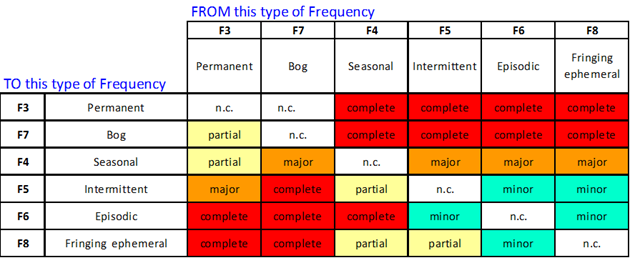 FROM this type of Frequency
F3 F7 F4 F5 F6 F8
Permanent Bog Seasonal Intermittent Episodic Fringing ephemeral
TO this type of Frequency
F3 Permanent n.c. n.c. complete complete complete complete
F7 Bog partial n.c. complete complete complete complete
F4 Seasonal partial major n.c. major major major
F5 Intermittent major complete partial n.c. minor minor
F6 Episodic complete complete complete minor n.c. minor
F8 Fringing ephemeral complete complete partial partial minor n.c.